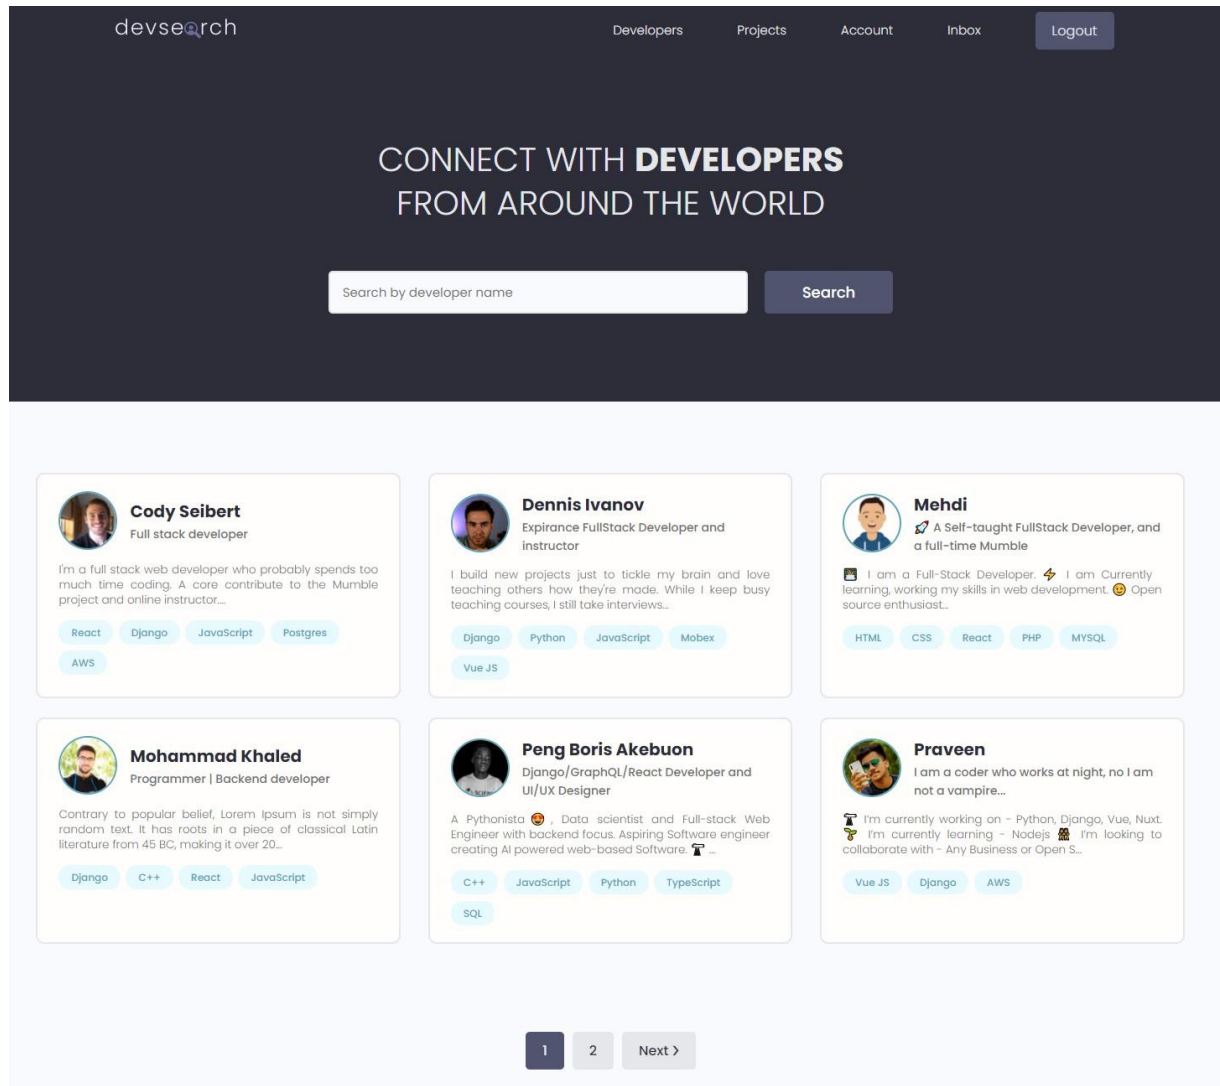 devsearch
Developers
Projects
Account
Inbox
Logout
CONNECT WITH DEVELOPERS
FROM AROUND THE WORLD
Search by developer name
Search
Cody Seibert
Full stack developer
I'm a full stack web developer who probably spends too
much time coding. A core contribute to the Mumble
project and online instructor....
React
Django
JavaScript
Postgres
AWS
Dennis Ivanov
Expirance FullStack Developer and
instructor
I build new projects just to tickle my brain and love
teaching others how they're made. While I keep busy
teaching courses, I still take interviews...
Django
Python
JavaScript
Mobex
Vue JS
Mehdi
🚀 A Self-taught FullStack Developer, and
a full-time Mumble
I am a Full-Stack Developer. ⚡ I am Currently
learning, working my skills in web development. Open
source enthusiast...
HTML
CSS
React
PHP
MYSQL
Mohammad Khaled
Programmer | Backend developer
Contrary to popular belief, Lorem Ipsum is not simply
random text. It has roots in a piece of classical Latin
literature from 45 BC, making it over 20...
Django
C++
React
JavaScript
Peng Boris Akebuon
Django/GraphQL/React Developer and
UI/UX Designer
A Pythonista 😍 , Data scientist and Full-stack Web
Engineer with backend focus. Aspiring Software engineer
creating AI powered web-based Software. ...
C++
JavaScript
Python
TypeScript
SQL
Praveen
I am a coder who works at night, no I am
not a vampire...
I'm currently working on - Python, Django, Vue, Nuxt.
🌱 I'm currently learning - Nodejs I'm looking to
collaborate with - Any Business or Open S...
Vue JS
Django
AWS
1
2
Next ❯